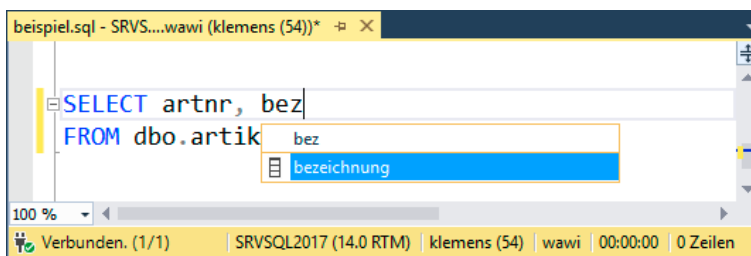 beispiel.sql - SRVS....wawi (klemens (54))*
SELECT artnr, bez
FROM dbo.artik
bez
bezeichnung
100 %
Verbunden. (1/1) SRVSQL2017 (14.0 RTM) klemens (54) wawi 00:00:00 0 Zeilen